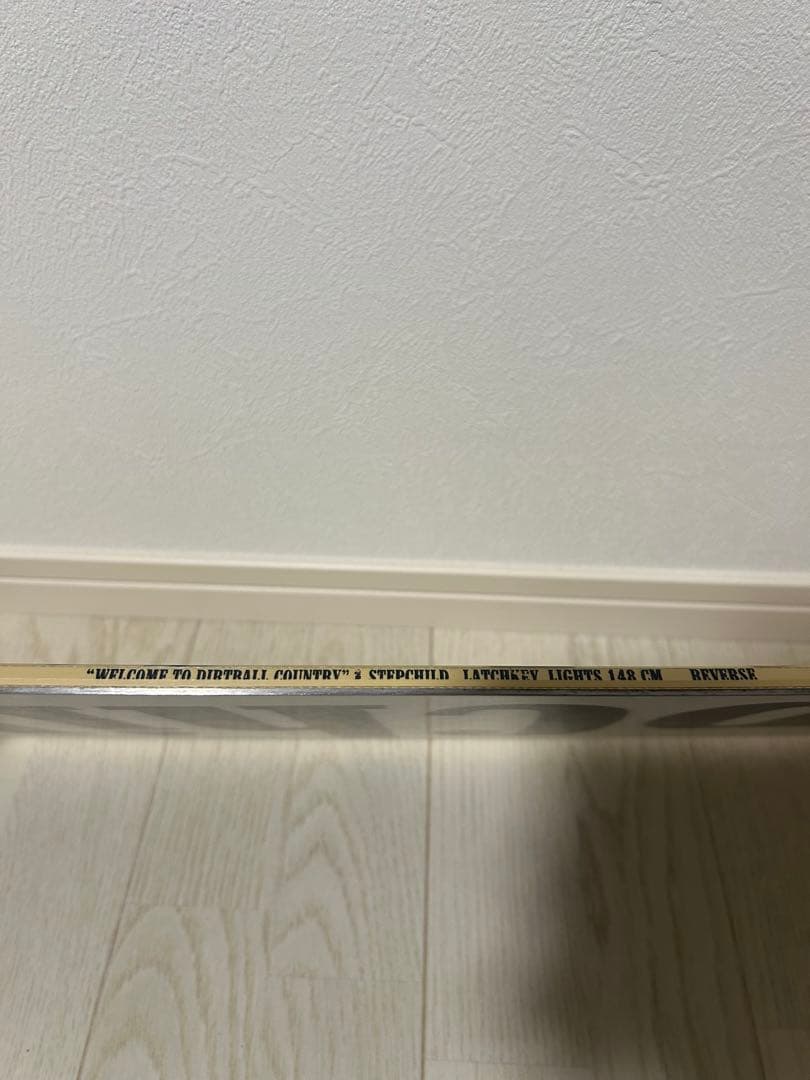 "WELCOME TO DIRTBALL COUNTRY" STEPCHILD LATCHKEY LIGHTS 148 CM REVERSE